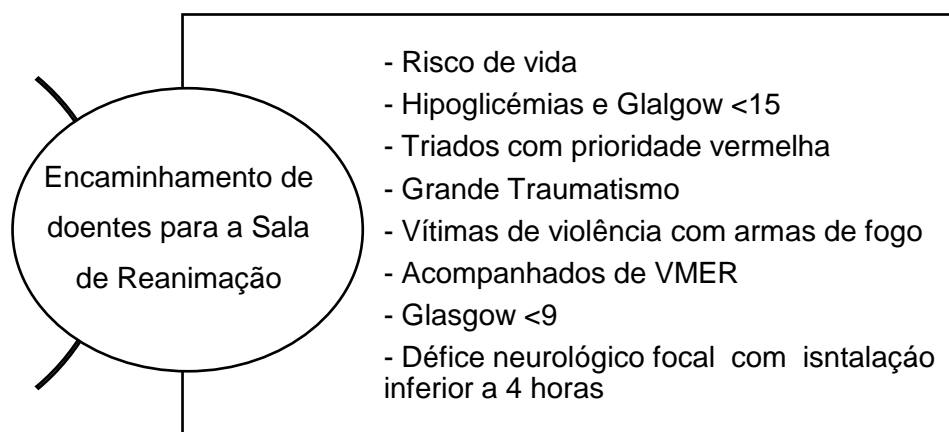 Encaminhamento de
doentes para a Sala
de Reanimação
- Risco de vida
- Hipoglicémias e Glalgow <15
- Triados com prioridade vermelha
- Grande Traumatismo
- Vítimas de violência com armas de fogo
- Acompanhados de VMER
- Glasgow <9
- Défice neurológico focal  com  isntalaçáo
inferior a 4 horas